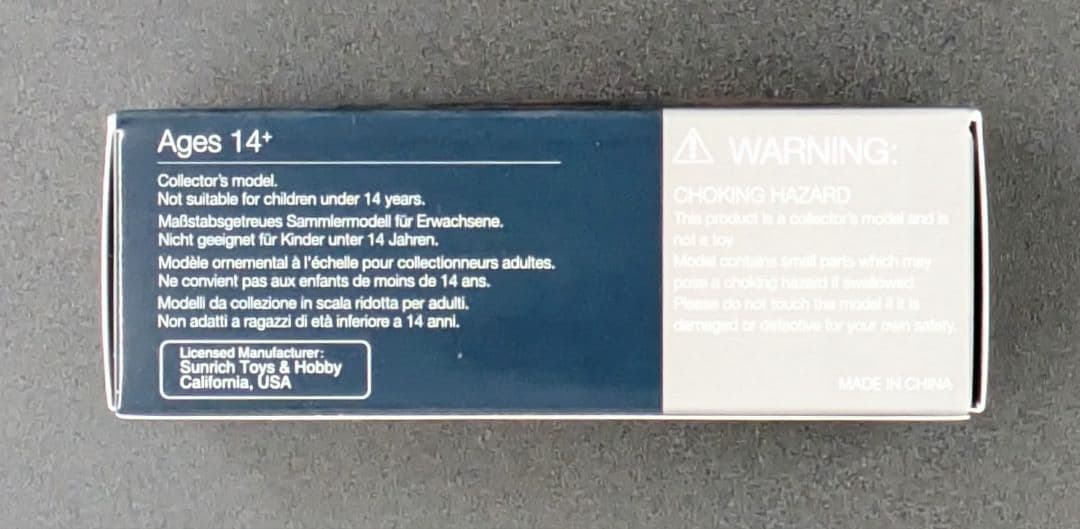 Ages 14+
Collector's model.
Not suitable for children under 14 years.
Maßstabsgetreues Sammlermodell für Erwachsene.
Nicht geeignet für Kinder unter 14 Jahren.
Modèle ornemental à l'échelle pour collectionneurs adultes.
Ne convient pas aux enfants de moins de 14 ans.
Modelli da collezione in scala ridotta per adulti.
Non adatti a ragazzi di età inferiore a 14 anni.
Licensed Manufacturer:
Sunrich Toys & Hobby
California, USA
WARNING:
CHOKING HAZARD
This product is a collector's model and is
not a toy
Model contains small parts which may
pose a choking hazard if swallowed.
Please do not touch the model if it is
damaged or defective for your own safety.
MADE IN CHINA